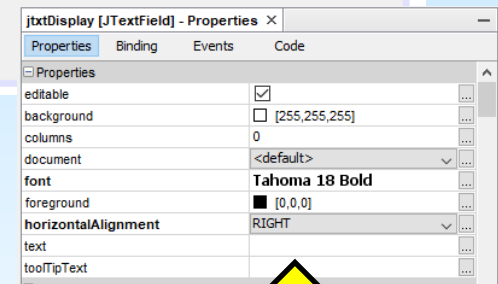 jtxtDisplay [JTextField] - Properties ×
Properties Binding Events Code
Properties
editable ...
background [255,255,255] ...
columns 0 ...
document <default> ...
font Tahoma 18 Bold ...
foreground [0,0,0] ...
horizontalAlignment RIGHT ...
text ...
toolTipText ...